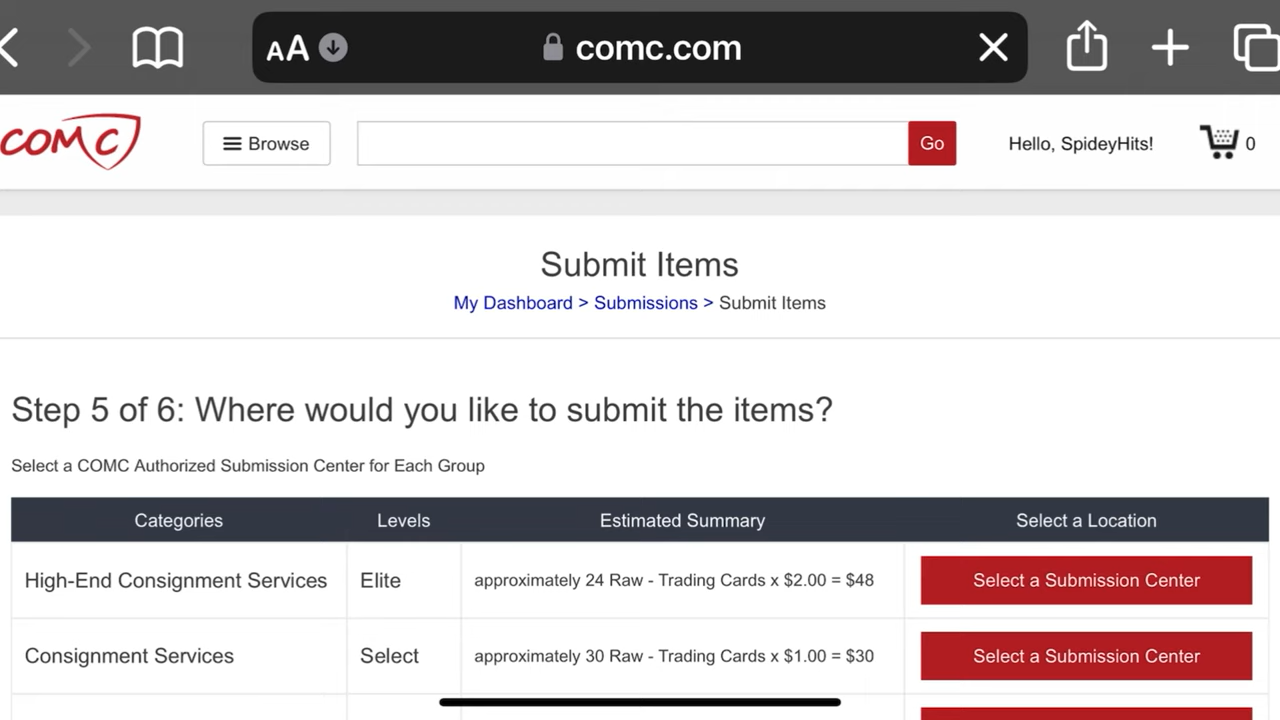 AA comc.com
COMC Browse Go Hello, SpideyHits! 0
Submit Items
My Dashboard > Submissions > Submit Items
Step 5 of 6: Where would you like to submit the items?
Select a COMC Authorized Submission Center for Each Group
Categories Levels Estimated Summary Select a Location
High-End Consignment Services Elite approximately 24 Raw - Trading Cards x $2.00 = $48 Select a Submission Center
Consignment Services Select approximately 30 Raw - Trading Cards x $1.00 = $30 Select a Submission Center